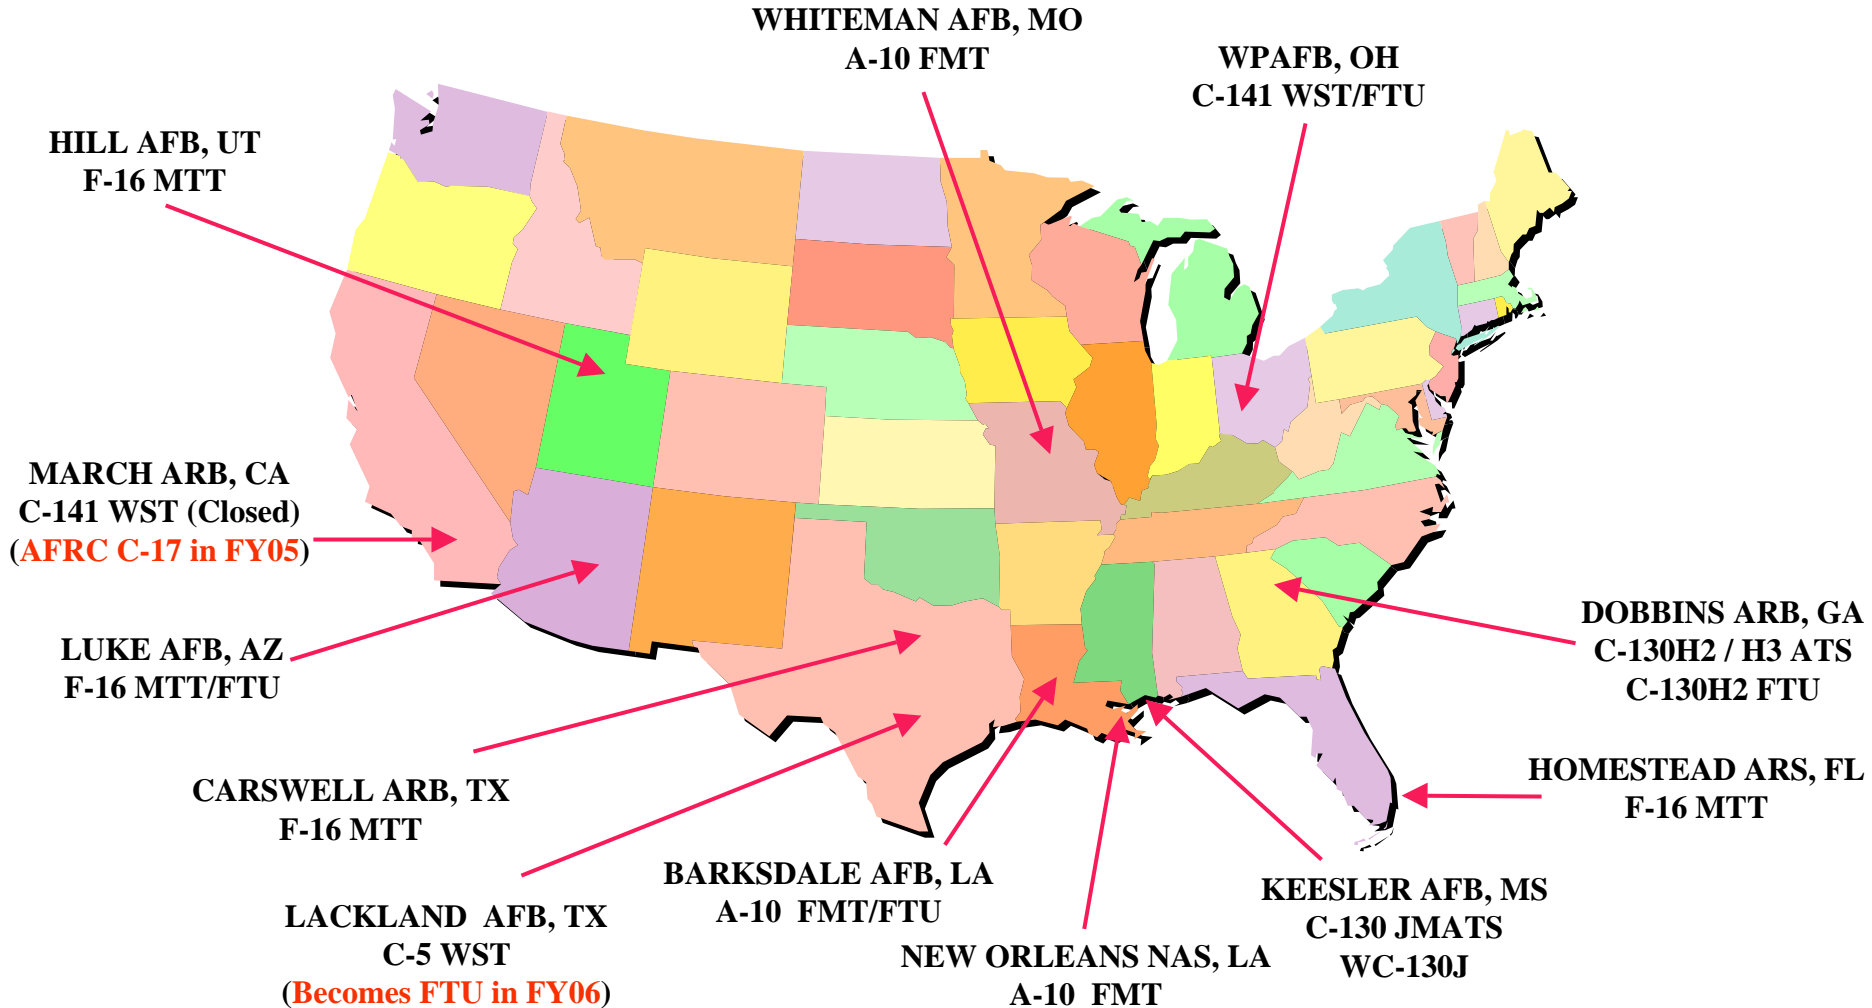 WHITEMAN AFB, MO
A-10 FMT
WPAFB, OH
C-141 WST/FTU
HILL AFB, UT
F-16 MTT
MARCH ARB, CA
C-141 WST (Closed)
(AFRC C-17 in FY05)
LUKE AFB, AZ
F-16 MTT/FTU
DOBBINS ARB, GA
C-130H2 / H3 ATS
C-130H2 FTU
CARSWELL ARB, TX
F-16 MTT
HOMESTEAD ARS, FL
F-16 MTT
LACKLAND  AFB, TX
C-5 WST
(Becomes FTU in FY06)
BARKSDALE AFB, LA
A-10  FMT/FTU
NEW ORLEANS NAS, LA
A-10  FMT
KEESLER AFB, MS
C-130 JMATS
WC-130J